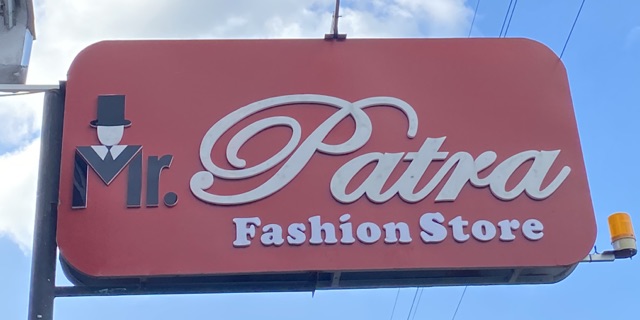 Mr. Patra
Fashion Store